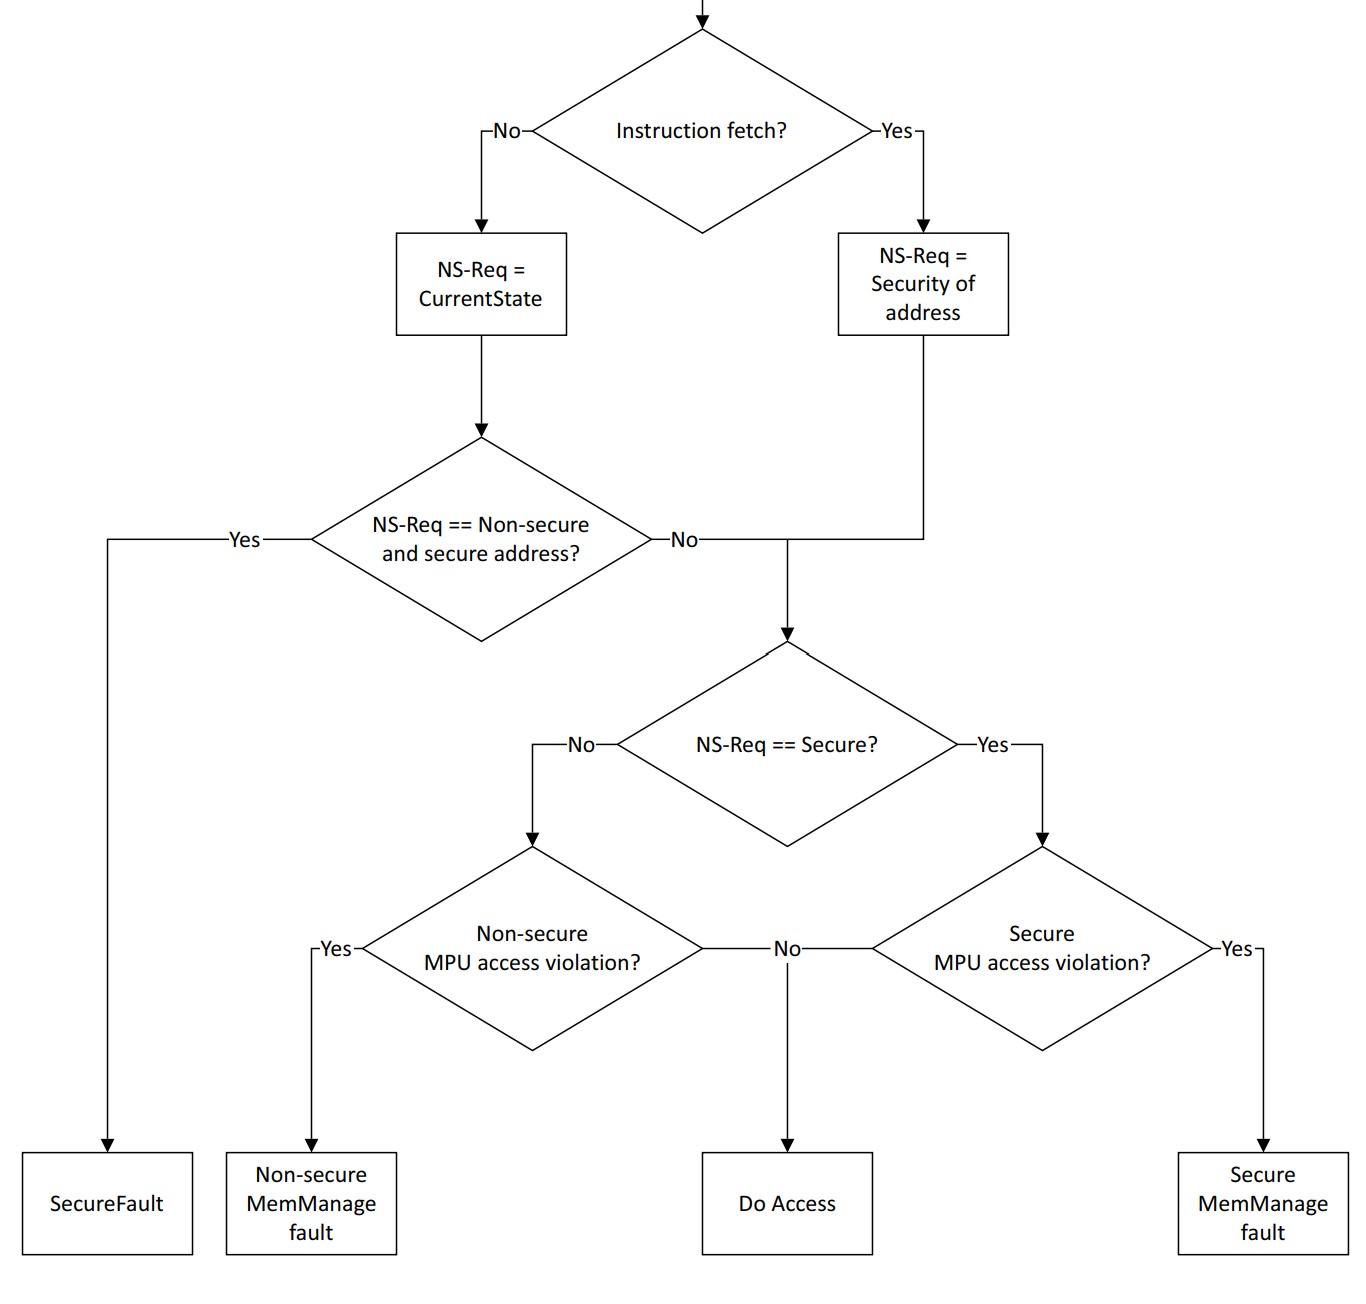 Instruction fetch?
No
Yes
NS-Req =
CurrentState
NS-Req =
Security of
address
NS-Req == Non-secure
and secure address?
Yes
No
NS-Req == Secure?
No
Yes
Non-secure
MPU access violation?
Yes
No
Secure
MPU access violation?
Yes
SecureFault
Non-secure
MemManage
fault
Do Access
Secure
MemManage
fault